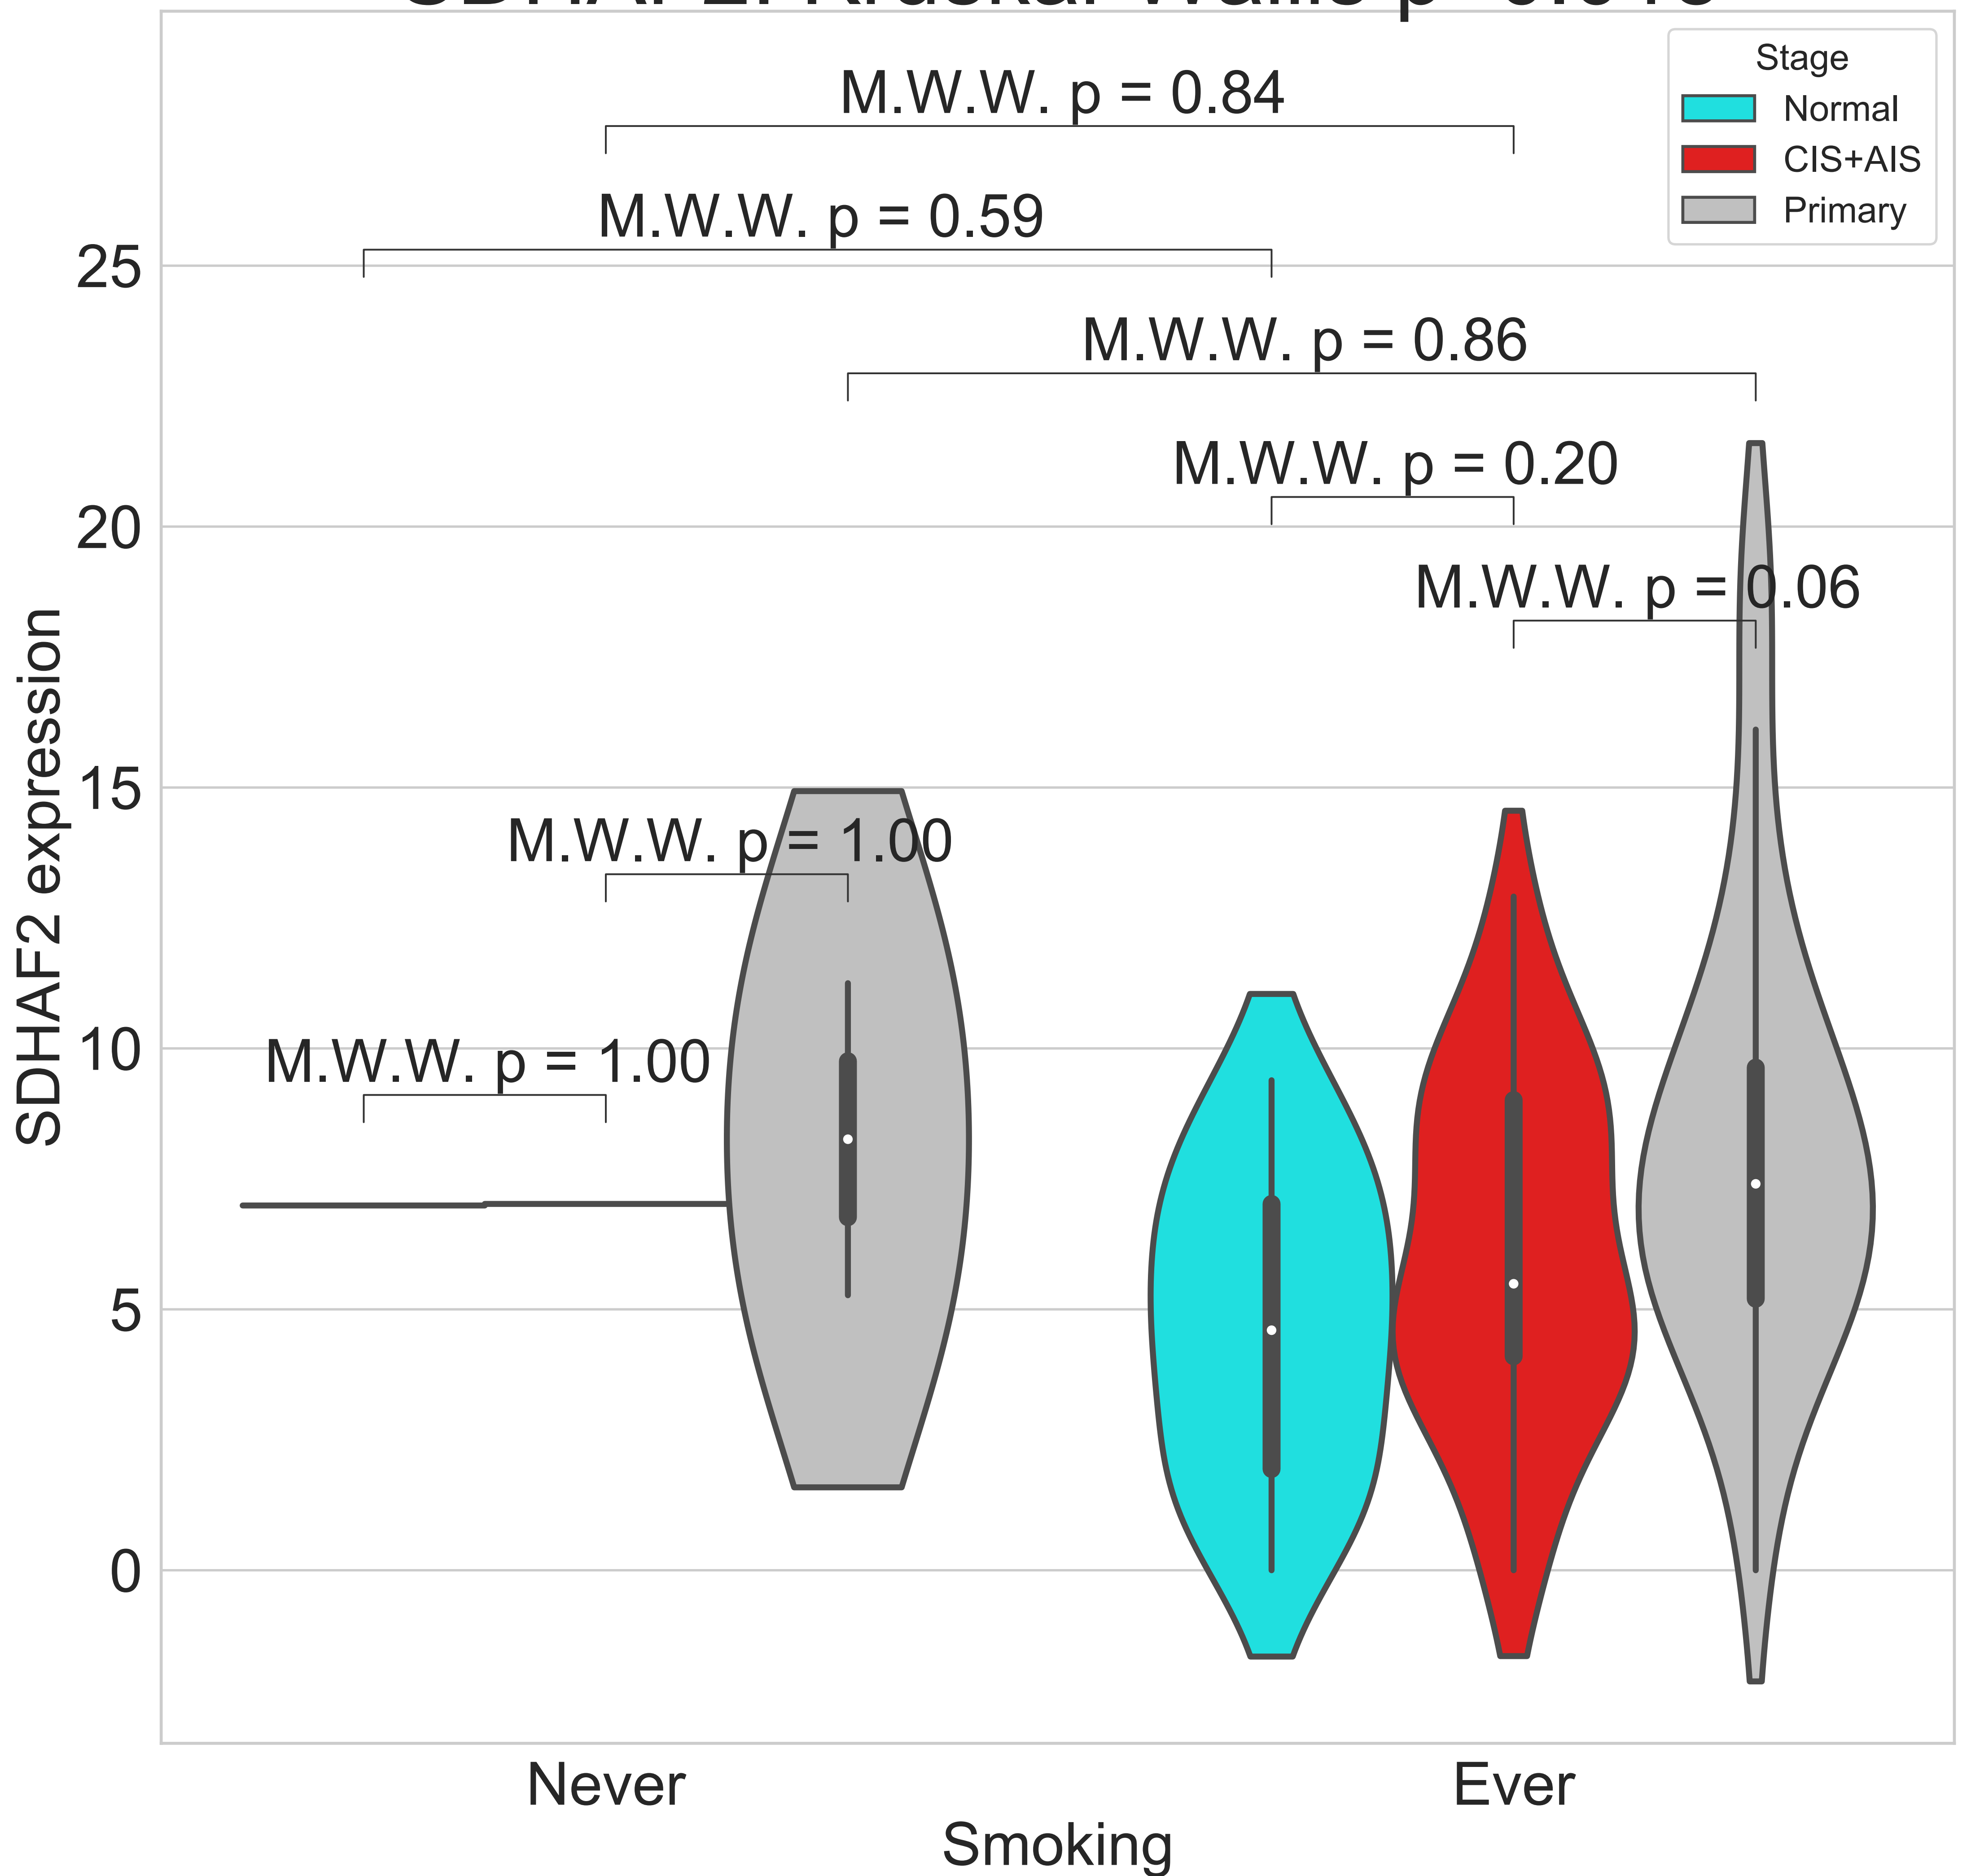 Stage
Normal
CIS+AIS
Primary
M.W.W. p = 0.84
M.W.W. p = 0.59
M.W.W. p = 0.86
M.W.W. p = 0.20
M.W.W. p = 0.06
M.W.W. p = 1.00
M.W.W. p = 1.00
25
20
15
10
5
0
SDHAF2 expression
Never
Ever
Smoking